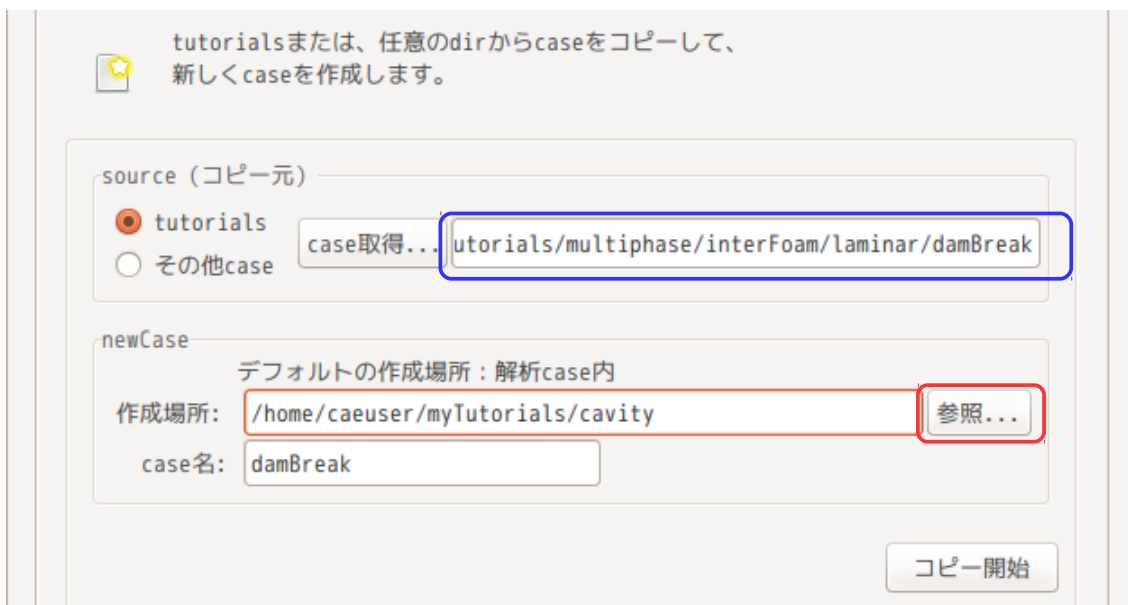 tutorialsまたは、任意のdirからcaseをコピーして、
新しくcaseを作成します。
source（コピー元）
tutorials
その他case
case取得...
utorials/multiphase/interFoam/laminar/damBreak
newCase
デフォルトの作成場所：解析case内
作成場所: /home/caeuser/myTutorials/cavity 参照...
case名: damBreak
コピー開始